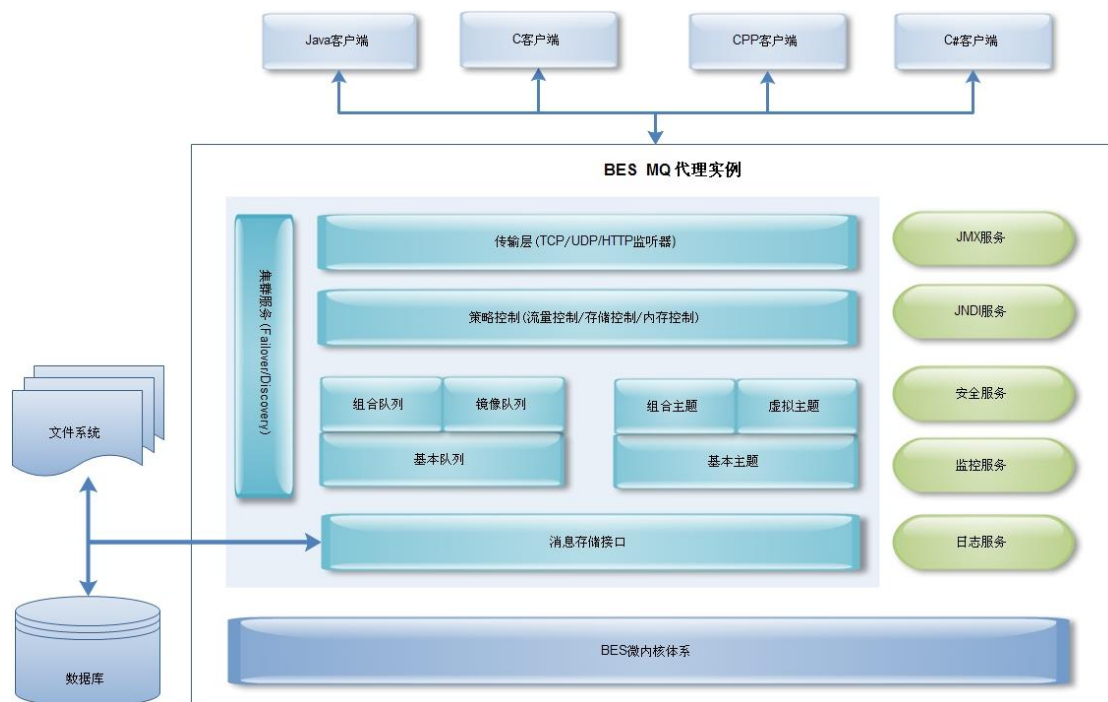 Java客户端
C客户端
CPP客户端
C#客户端
BES MQ代理实例
集群服务(Failover/Discovery)
传输层(TCP/UDP/HTTP监听器)
JMX服务
策略控制(流量控制/存储控制/内存控制)
JNDI服务
组合队列
镜像队列
组合主题
虚拟主题
安全服务
文件系统
基本队列
基本主题
监控服务
消息存储接口
日志服务
BES微内核体系
数据库